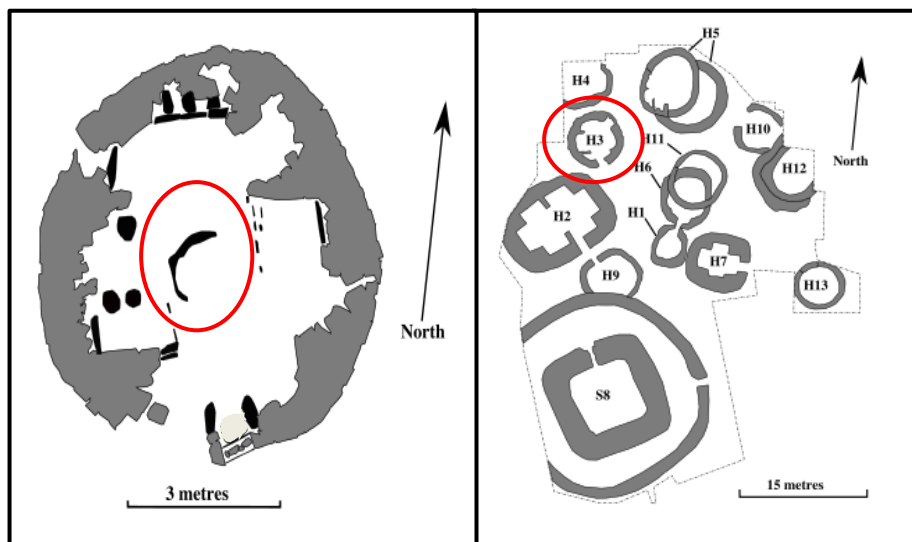 North
3 metres
H5
H4
H3
H10
H11
North
H12
H6
H2
H1
H7
H9
H13
S8
15 metres